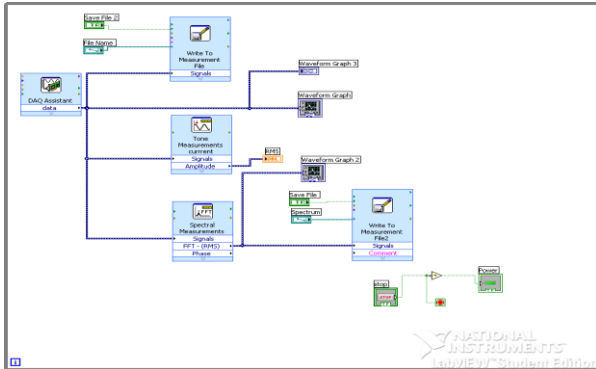 Save File 2
File Name
Write To
Measurement
File
Signals
DAQ Assistant
data
Waveform Graph 3
Waveform Graph
Tone
Measurements
current
Signals
Amplitude
RMS
Waveform Graph 2
Spectral
Measurements
Signals
FFT - (RMS)
Phase
Save File
Spectrum
Write To
Measurement
File2
Signals
Comment
stop
STOP
Power
i
NATIONAL
INSTRUMENTS
LabVIEW Student Edition